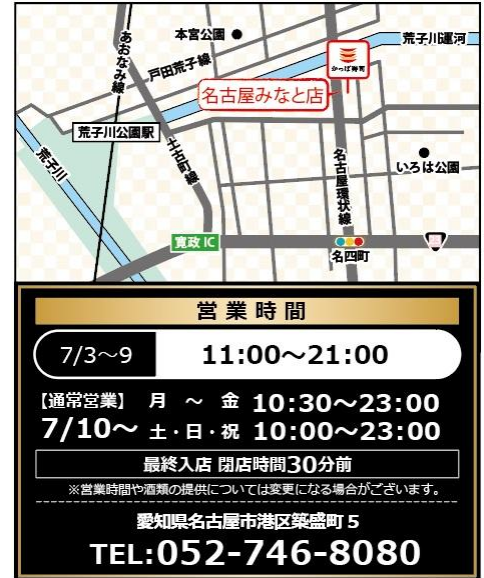 本宮公園
荒子川運河
あおなみ線
戸田荒子線
かっぱ寿司
名古屋みなと店
荒子川公園駅
荒子川
土古町線
名古屋環状線
いろは公園
寛政 IC
名四町
営業時間
7/3～9 11:00～21:00
【通常営業】 月 ～ 金 10:30～23:00
7/10～ 土・日・祝 10:00～23:00
最終入店 閉店時間30分前
※営業時間や酒類の提供については変更になる場合がございます。
愛知県名古屋市港区築盛町 5
TEL:052-746-8080